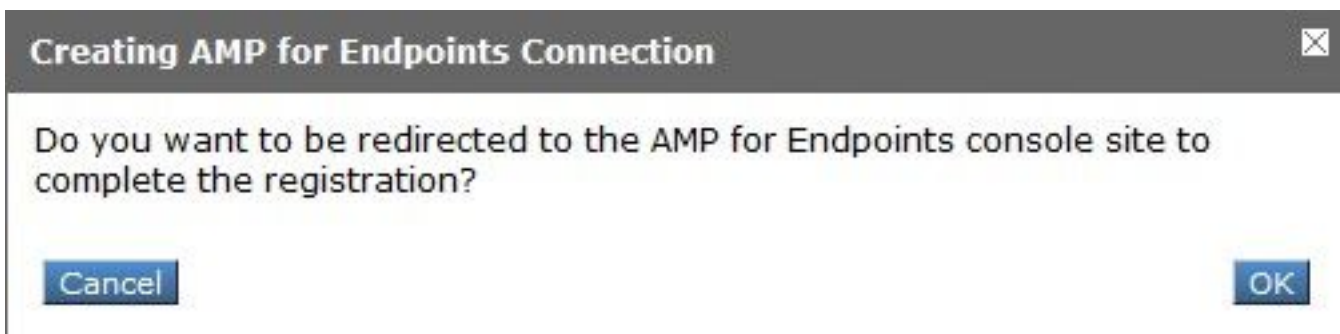 Creating AMP for Endpoints Connection
Do you want to be redirected to the AMP for Endpoints console site to
complete the registration?
Cancel
OK